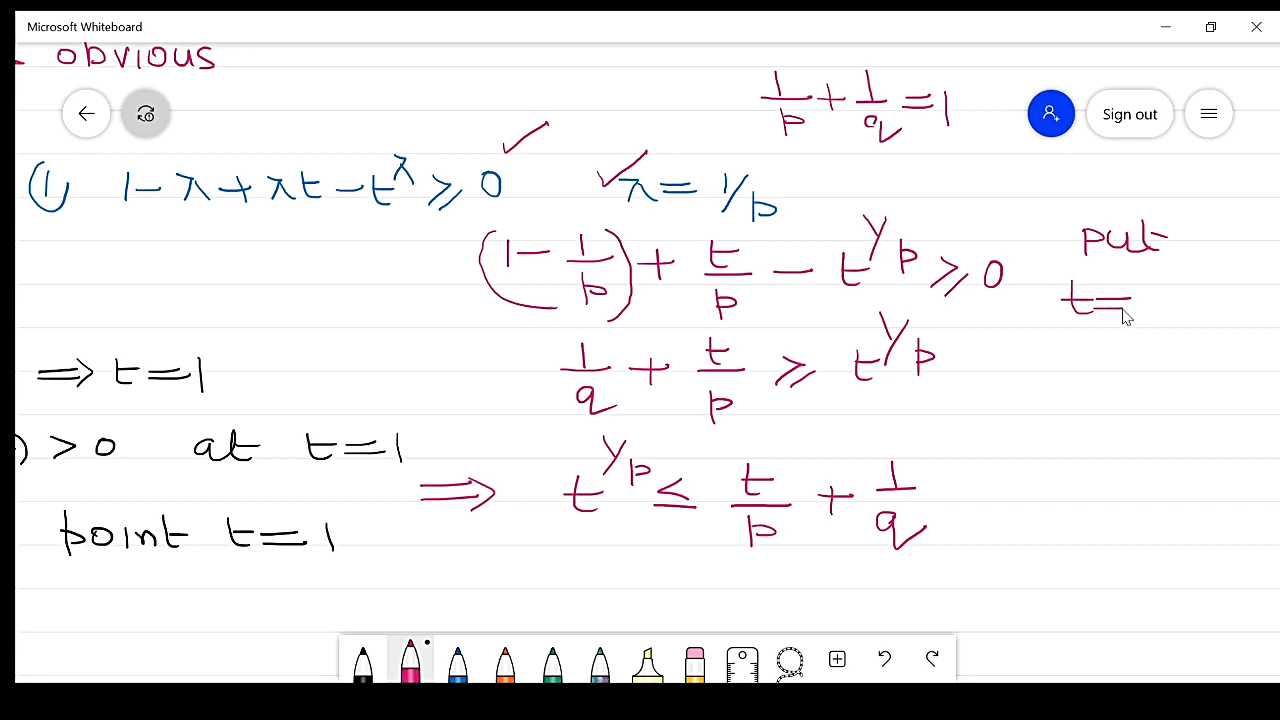 Microsoft Whiteboard
obvious
1/p + 1/q = 1
Sign out
(1) 1 - λ + λt - t^λ ≥ 0 λ = 1/p
(1 - 1/p) + t/p - t^1/p ≥ 0
put
t =
1/q + t/p ≥ t^1/p
⇒ t = 1
) > 0 at t = 1
⇒ t^1/p ≤ t/p + 1/q
point t = 1